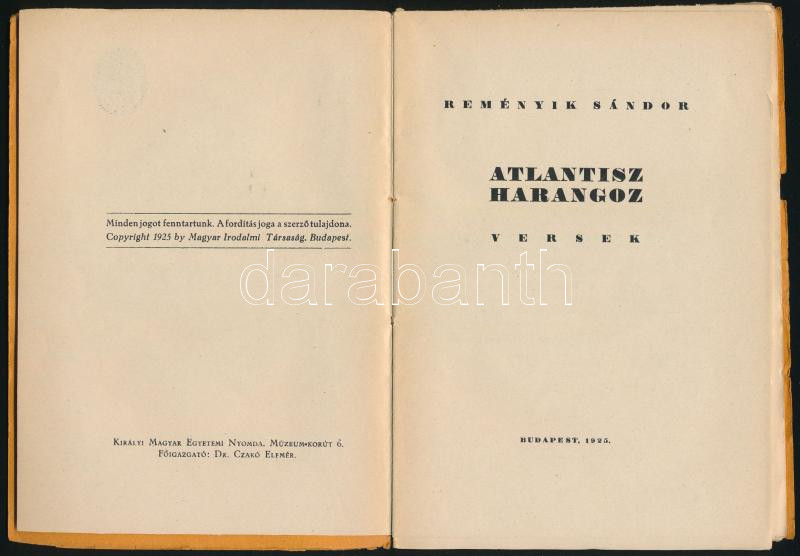 Minden jogot fenntartunk. A fordítás joga a szerző tulajdona.
Copyright 1925 by Magyar Irodalmi Társaság, Budapest.
Királyi Magyar Egyetemi Nyomda. Múzeum-körút 6.
Főigazgató: Dr. Czakó Elemér.
REMÉNYIK SÁNDOR
ATLANTISZ
HARANGOZ
VERSEK
BUDAPEST, 1925.
darabanth